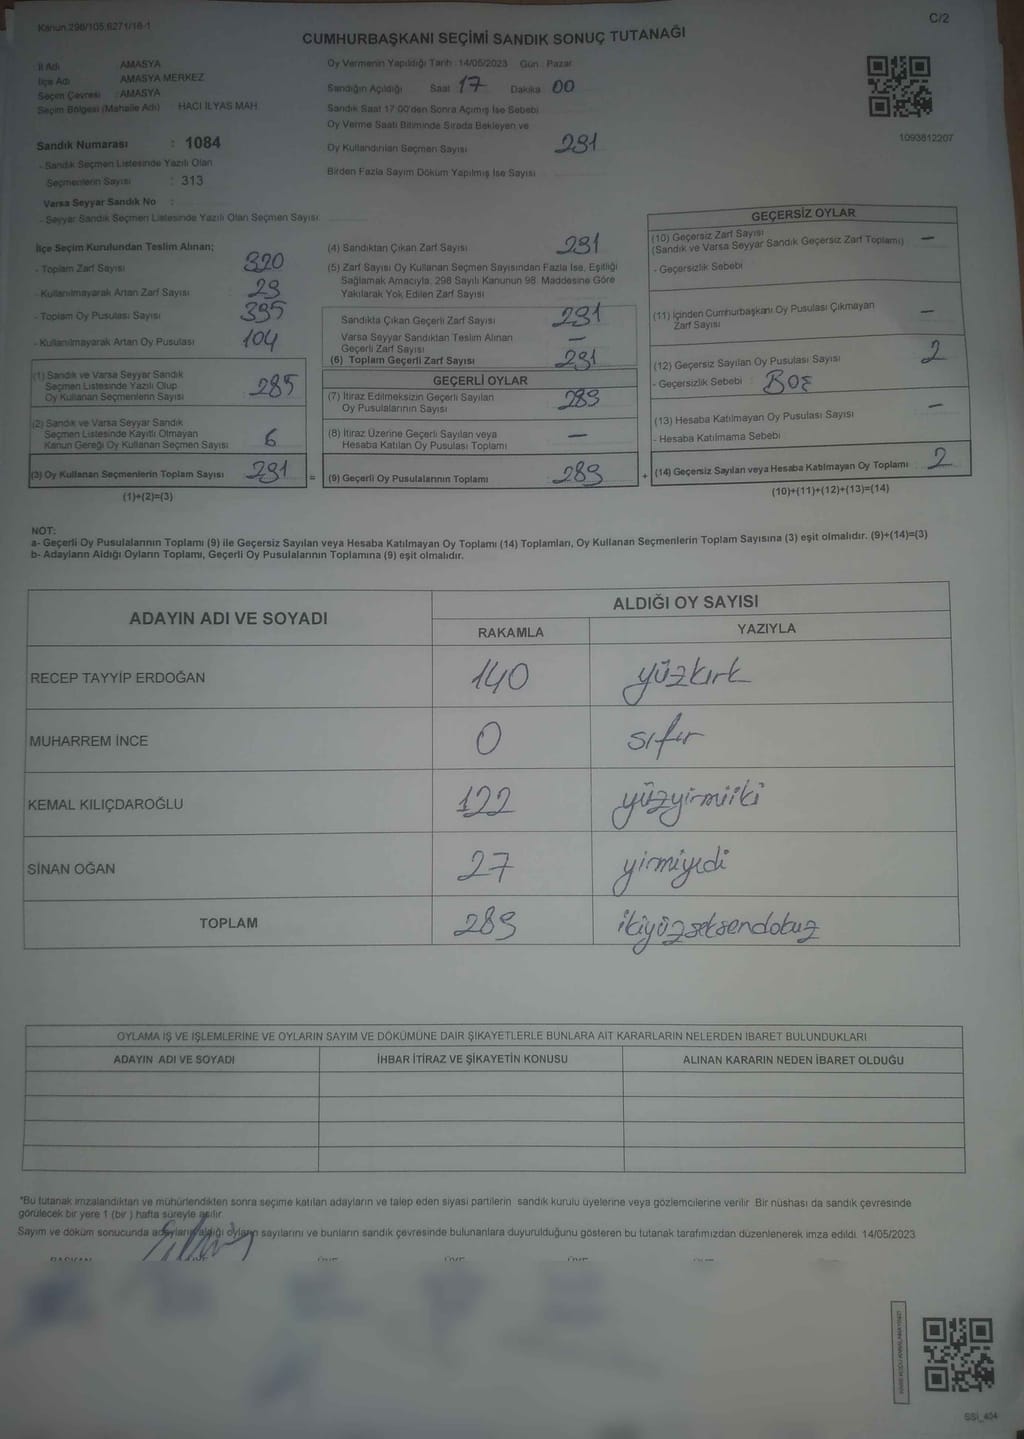 Kanun 298/105,6271/16-1
C/2
CUMHURBAŞKANI SEÇİMİ SANDIK SONUÇ TUTANAĞI
İl Adı AMASYA
İlçe Adı AMASYA MERKEZ
Seçim Çevresi : AMASYA
Seçim Bölgesi (Mahalle Adı) HACI İLYAS MAH.
Sandık Numarası : 1084
- Sandık Seçmen Listesinde Yazılı Olan
Seçmenlerin Sayısı : 313
Varsa Seyyar Sandık No :
- Seyyar Sandık Seçmen Listesinde Yazılı Olan Seçmen Sayısı:
Oy Vermenin Yapıldığı Tarih : 14/05/2023 Gün : Pazar
Sandığın Açıldığı Saat 17 Dakika 00
Sandık Saat 17:00'den Sonra Açımış İse Sebebi
Oy Verme Saati Bitiminde Sırada Bekleyen ve
Oy Kullandırılan Seçmen Sayısı 291
Birden Fazla Sayım Döküm Yapılmış İse Sayısı
1093812207
İlçe Seçim Kurulundan Teslim Alınan;
- Toplam Zarf Sayısı 320
- Kullanılmayarak Artan Zarf Sayısı 29
- Toplam Oy Pusulası Sayısı 395
- Kullanılmayarak Artan Oy Pusulası 104
(1) Sandık ve Varsa Seyyar Sandık
Seçmen Listesinde Yazılı Olup
Oy Kullanan Seçmenlerin Sayısı 285
(2) Sandık ve Varsa Seyyar Sandık
Seçmen Listesinde Kayıtlı Olmayan
Kanun Gereği Oy Kullanan Seçmen Sayısı 6
(3) Oy Kullanan Seçmenlerin Toplam Sayısı 291 =
(1)+(2)=(3)
(4) Sandıktan Çıkan Zarf Sayısı 291
(5) Zarf Sayısı Oy Kullanan Seçmen Sayısından Fazla İse, Eşitliği
Sağlamak Amacıyla, 298 Sayılı Kanunun 98. Maddesine Göre
Yakılarak Yok Edilen Zarf Sayısı
Sandıkta Çıkan Geçerli Zarf Sayısı 291
Varsa Seyyar Sandıktan Teslim Alınan
Geçerli Zarf Sayısı —
(6) Toplam Geçerli Zarf Sayısı 291
GEÇERLİ OYLAR
(7) İtiraz Edilmeksizin Geçerli Sayılan
Oy Pusulalarının Sayısı 289
(8) İtiraz Üzerine Geçerli Sayılan veya
Hesaba Katılan Oy Pusulası Toplamı —
(9) Geçerli Oy Pusulalarının Toplamı 289 +
GEÇERSİZ OYLAR
(10) Geçersiz Zarf Sayısı
(Sandık ve Varsa Seyyar Sandık Geçersiz Zarf Toplamı) —
- Geçersizlik Sebebi
(11) İçinden Cumhurbaşkanı Oy Pusulası Çıkmayan
Zarf Sayısı —
(12) Geçersiz Sayılan Oy Pusulası Sayısı 2
- Geçersizlik Sebebi : BOŞ
(13) Hesaba Katılmayan Oy Pusulası Sayısı —
- Hesaba Katılmama Sebebi
(14) Geçersiz Sayılan veya Hesaba Katılmayan Oy Toplamı 2
(10)+(11)+(12)+(13)=(14)
NOT:
a- Geçerli Oy Pusulalarının Toplamı (9) ile Geçersiz Sayılan veya Hesaba Katılmayan Oy Toplamı (14) Toplamları, Oy Kullanan Seçmenlerin Toplam Sayısına (3) eşit olmalıdır. (9)+(14)=(3)
b- Adayların Aldığı Oyların Toplamı, Geçerli Oy Pusulalarının Toplamına (9) eşit olmalıdır.
ADAYIN ADI VE SOYADI ALDIĞI OY SAYISI
RAKAMLA YAZIYLA
RECEP TAYYİP ERDOĞAN 140 yüzkırk
MUHARREM İNCE 0 sıfır
KEMAL KILIÇDAROĞLU 122 yüzyirmiiki
SİNAN OĞAN 27 yirmiyedi
TOPLAM 289 ikiyüzseksendokuz
OYLAMA İŞ VE İŞLEMLERİNE VE OYLARIN SAYIM VE DÖKÜMÜNE DAİR ŞİKAYETLERLE BUNLARA AİT KARARLARIN NELERDEN İBARET BULUNDUKLARI
ADAYIN ADI VE SOYADI İHBAR İTİRAZ VE ŞİKAYETİN KONUSU ALINAN KARARIN NEDEN İBARET OLDUĞU
*Bu tutanak imzalandıktan ve mühürlendikten sonra seçime katılan adayların ve talep eden siyasi partilerin sandık kurulu üyelerine veya gözlemcilerine verilir. Bir nüshası da sandık çevresinde
görülecek bir yere 1 (bir ) hafta süreyle asılır.
Sayım ve döküm sonucunda adayların aldığı oyların sayılarını ve bunların sandık çevresinde bulunanlara duyurulduğunu gösteren bu tutanak tarafımızdan düzenlenerek imza edildi. 14/05/2023
SSI_404